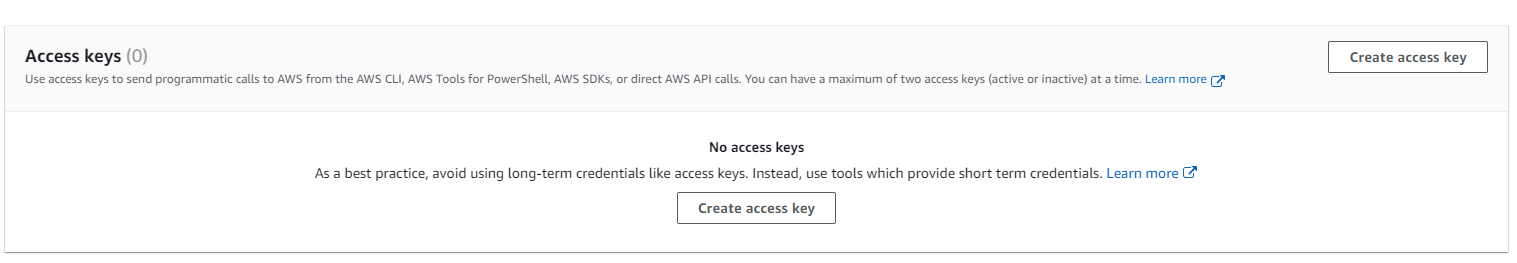 Access keys (0)
Create access key
Use access keys to send programmatic calls to AWS from the AWS CLI, AWS Tools for PowerShell, AWS SDKs, or direct AWS API calls. You can have a maximum of two access keys (active or inactive) at a time. Learn more
No access keys
As a best practice, avoid using long-term credentials like access keys. Instead, use tools which provide short term credentials. Learn more
Create access key